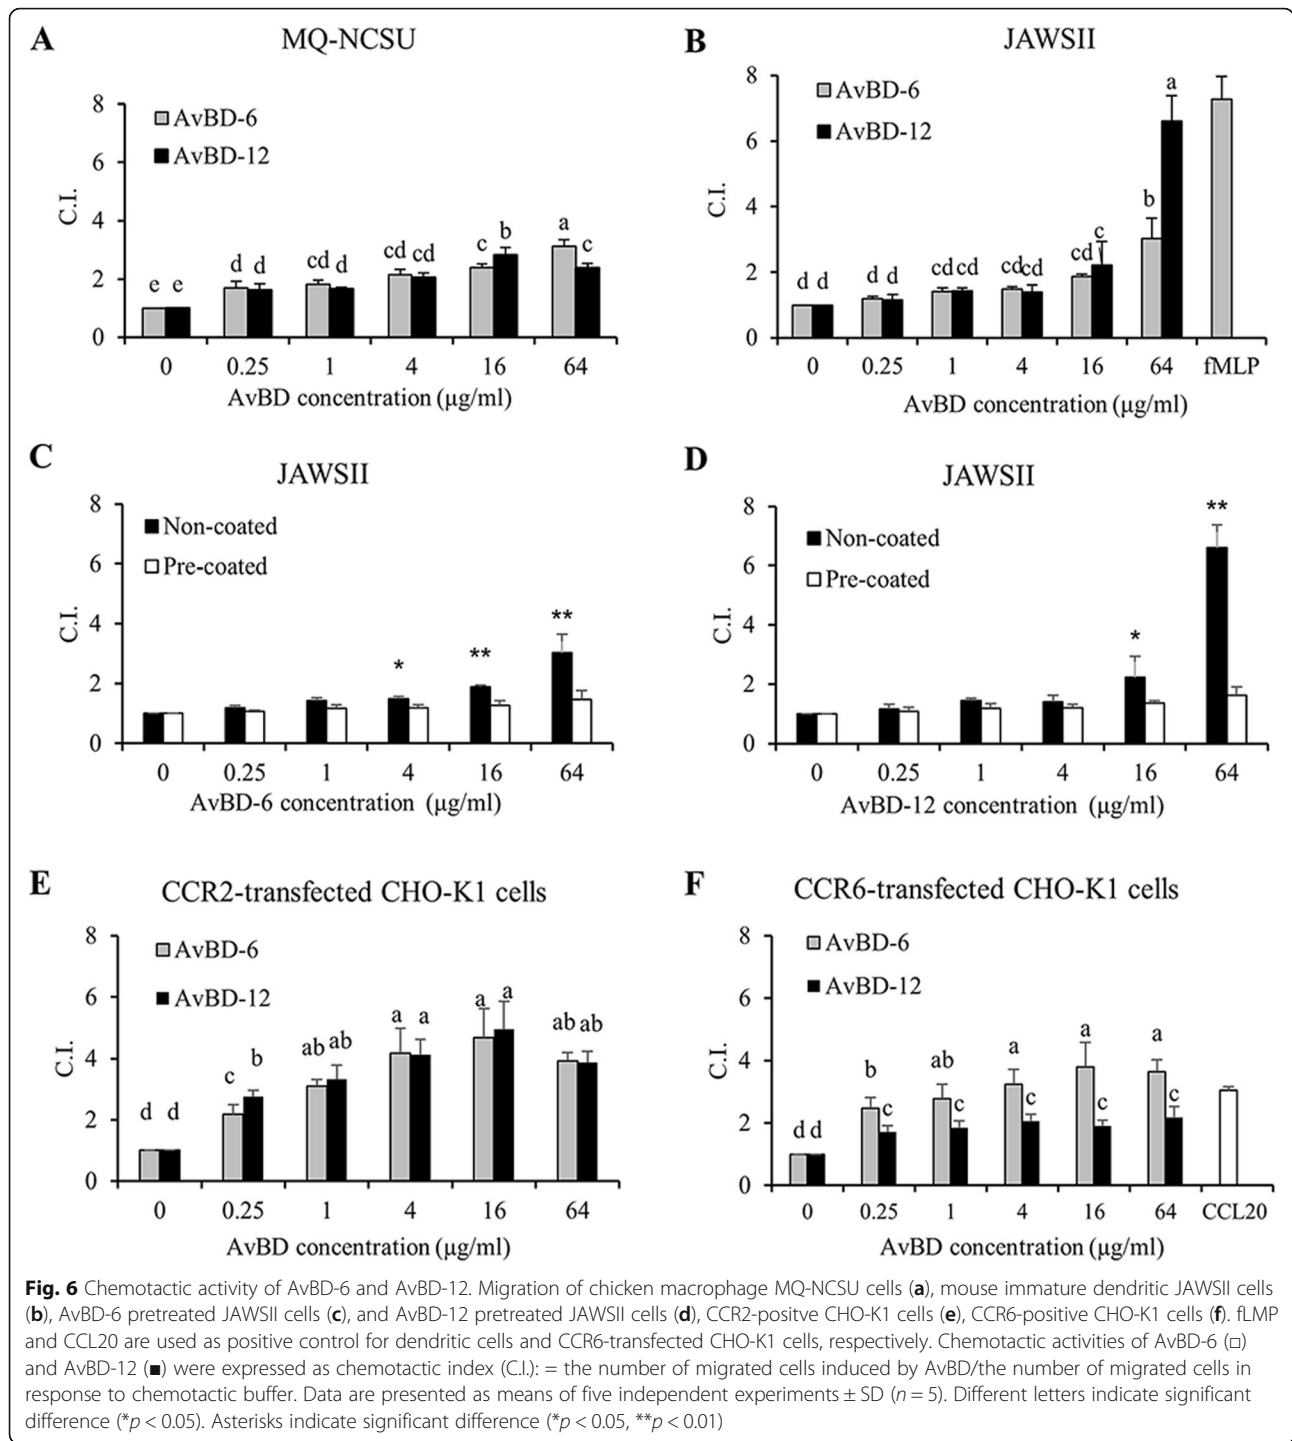 A
MQ-NCSU
C.I.
8
6
4
2
0
AvBD-6
AvBD-12
e e d d cd d cd cd c b a c
0 0.25 1 4 16 64
AvBD concentration (µg/ml)
B
JAWSII
C.I.
8
6
4
2
0
AvBD-6
AvBD-12
d d d d cd cd cd cd cd c b a
0 0.25 1 4 16 64 fMLP
AvBD concentration (µg/ml)
C
JAWSII
C.I.
8
6
4
2
0
Non-coated
Pre-coated
* ** **
0 0.25 1 4 16 64
AvBD-6 concentration (µg/ml)
D
JAWSII
C.I.
8
6
4
2
0
Non-coated
Pre-coated
* **
0 0.25 1 4 16 64
AvBD-12 concentration (µg/ml)
E
CCR2-transfected CHO-K1 cells
C.I.
8
6
4
2
0
AvBD-6
AvBD-12
d d c b ab ab a a a a ab ab
0 0.25 1 4 16 64
AvBD concentration (µg/ml)
F
CCR6-transfected CHO-K1 cells
C.I.
8
6
4
2
0
AvBD-6
AvBD-12
d d b c ab c a c a c a c
0 0.25 1 4 16 64 CCL20
AvBD concentration (µg/ml)
Fig. 6 Chemotactic activity of AvBD-6 and AvBD-12. Migration of chicken macrophage MQ-NCSU cells (a), mouse immature dendritic JAWSII cells
(b), AvBD-6 pretreated JAWSII cells (c), and AvBD-12 pretreated JAWSII cells (d), CCR2-positve CHO-K1 cells (e), CCR6-positive CHO-K1 cells (f). fLMP
and CCL20 are used as positive control for dendritic cells and CCR6-transfected CHO-K1 cells, respectively. Chemotactic activities of AvBD-6 (□)
and AvBD-12 (■) were expressed as chemotactic index (C.I.): = the number of migrated cells induced by AvBD/the number of migrated cells in
response to chemotactic buffer. Data are presented as means of five independent experiments ± SD (n = 5). Different letters indicate significant
difference (*p < 0.05). Asterisks indicate significant difference (*p < 0.05, **p < 0.01)